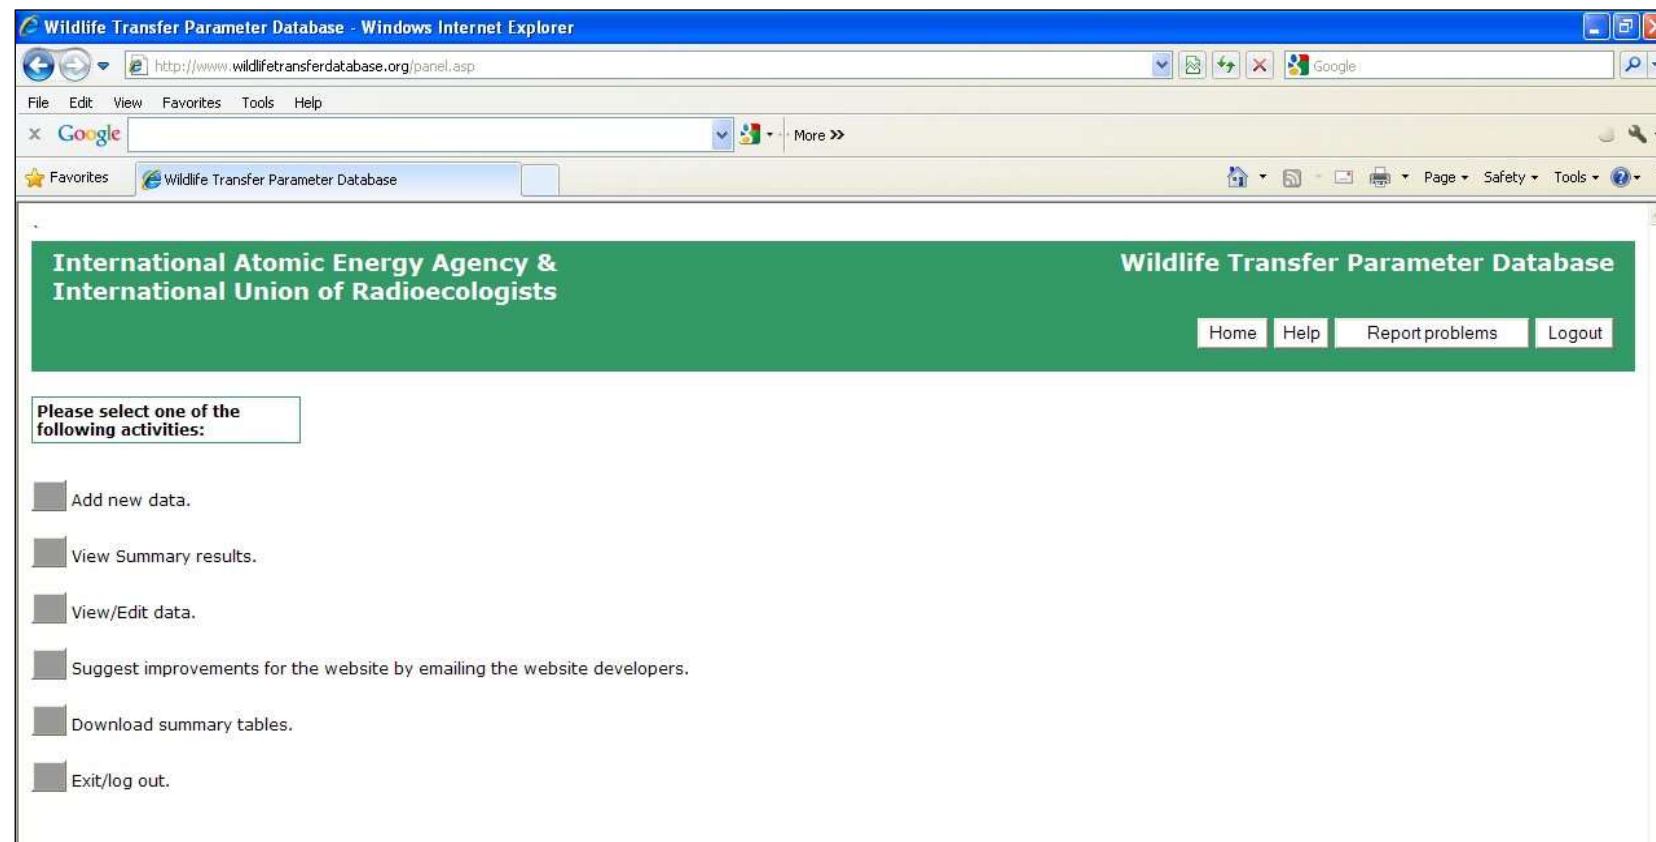 Wildlife Transfer Parameter Database - Windows Internet Explorer
http://www.wildlifetransferdatabase.org/panel.asp
Google
File Edit View Favorites Tools Help
x Google
More >>
Favorites
Wildlife Transfer Parameter Database
Page Safety Tools
International Atomic Energy Agency &
International Union of Radioecologists
Wildlife Transfer Parameter Database
Home Help Report problems Logout
Please select one of the
following activities:
Add new data.
View Summary results.
View/Edit data.
Suggest improvements for the website by emailing the website developers.
Download summary tables.
Exit/log out.